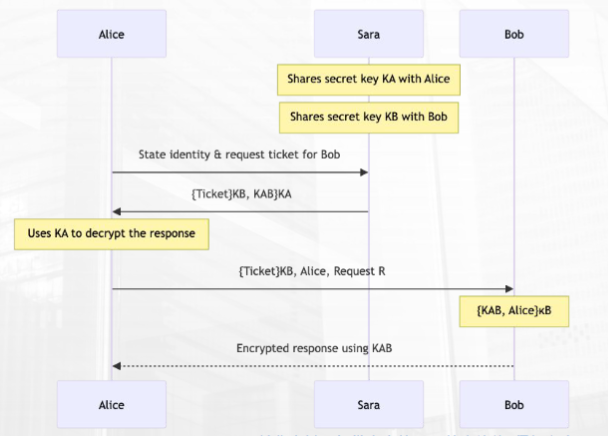 Alice Sara Bob
Shares secret key KA with Alice
Shares secret key KB with Bob
State identity & request ticket for Bob
{Ticket}KB, KAB}KA
Uses KA to decrypt the response
{Ticket}KB, Alice, Request R
{KAB, Alice}KB
Encrypted response using KAB
Alice Sara Bob